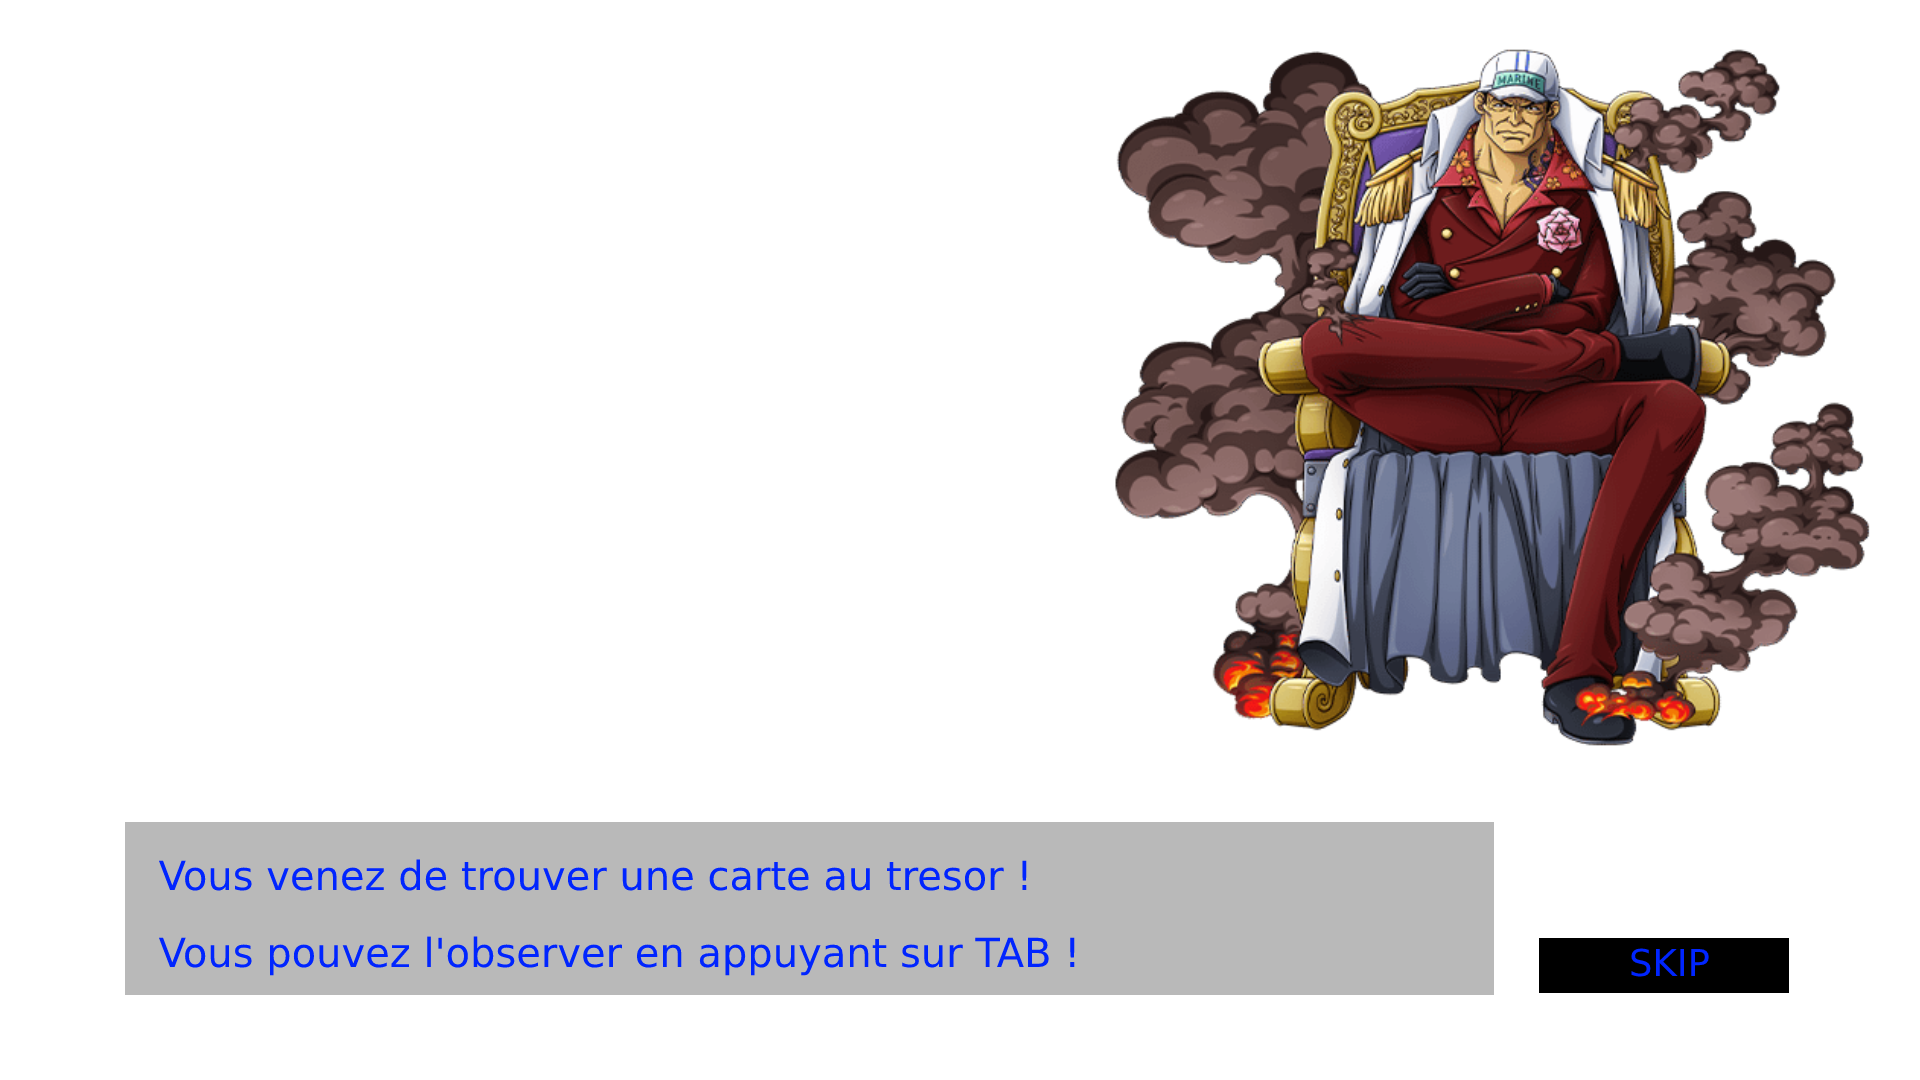 MARINE
Vous venez de trouver une carte au tresor !
Vous pouvez l'observer en appuyant sur TAB !
SKIP